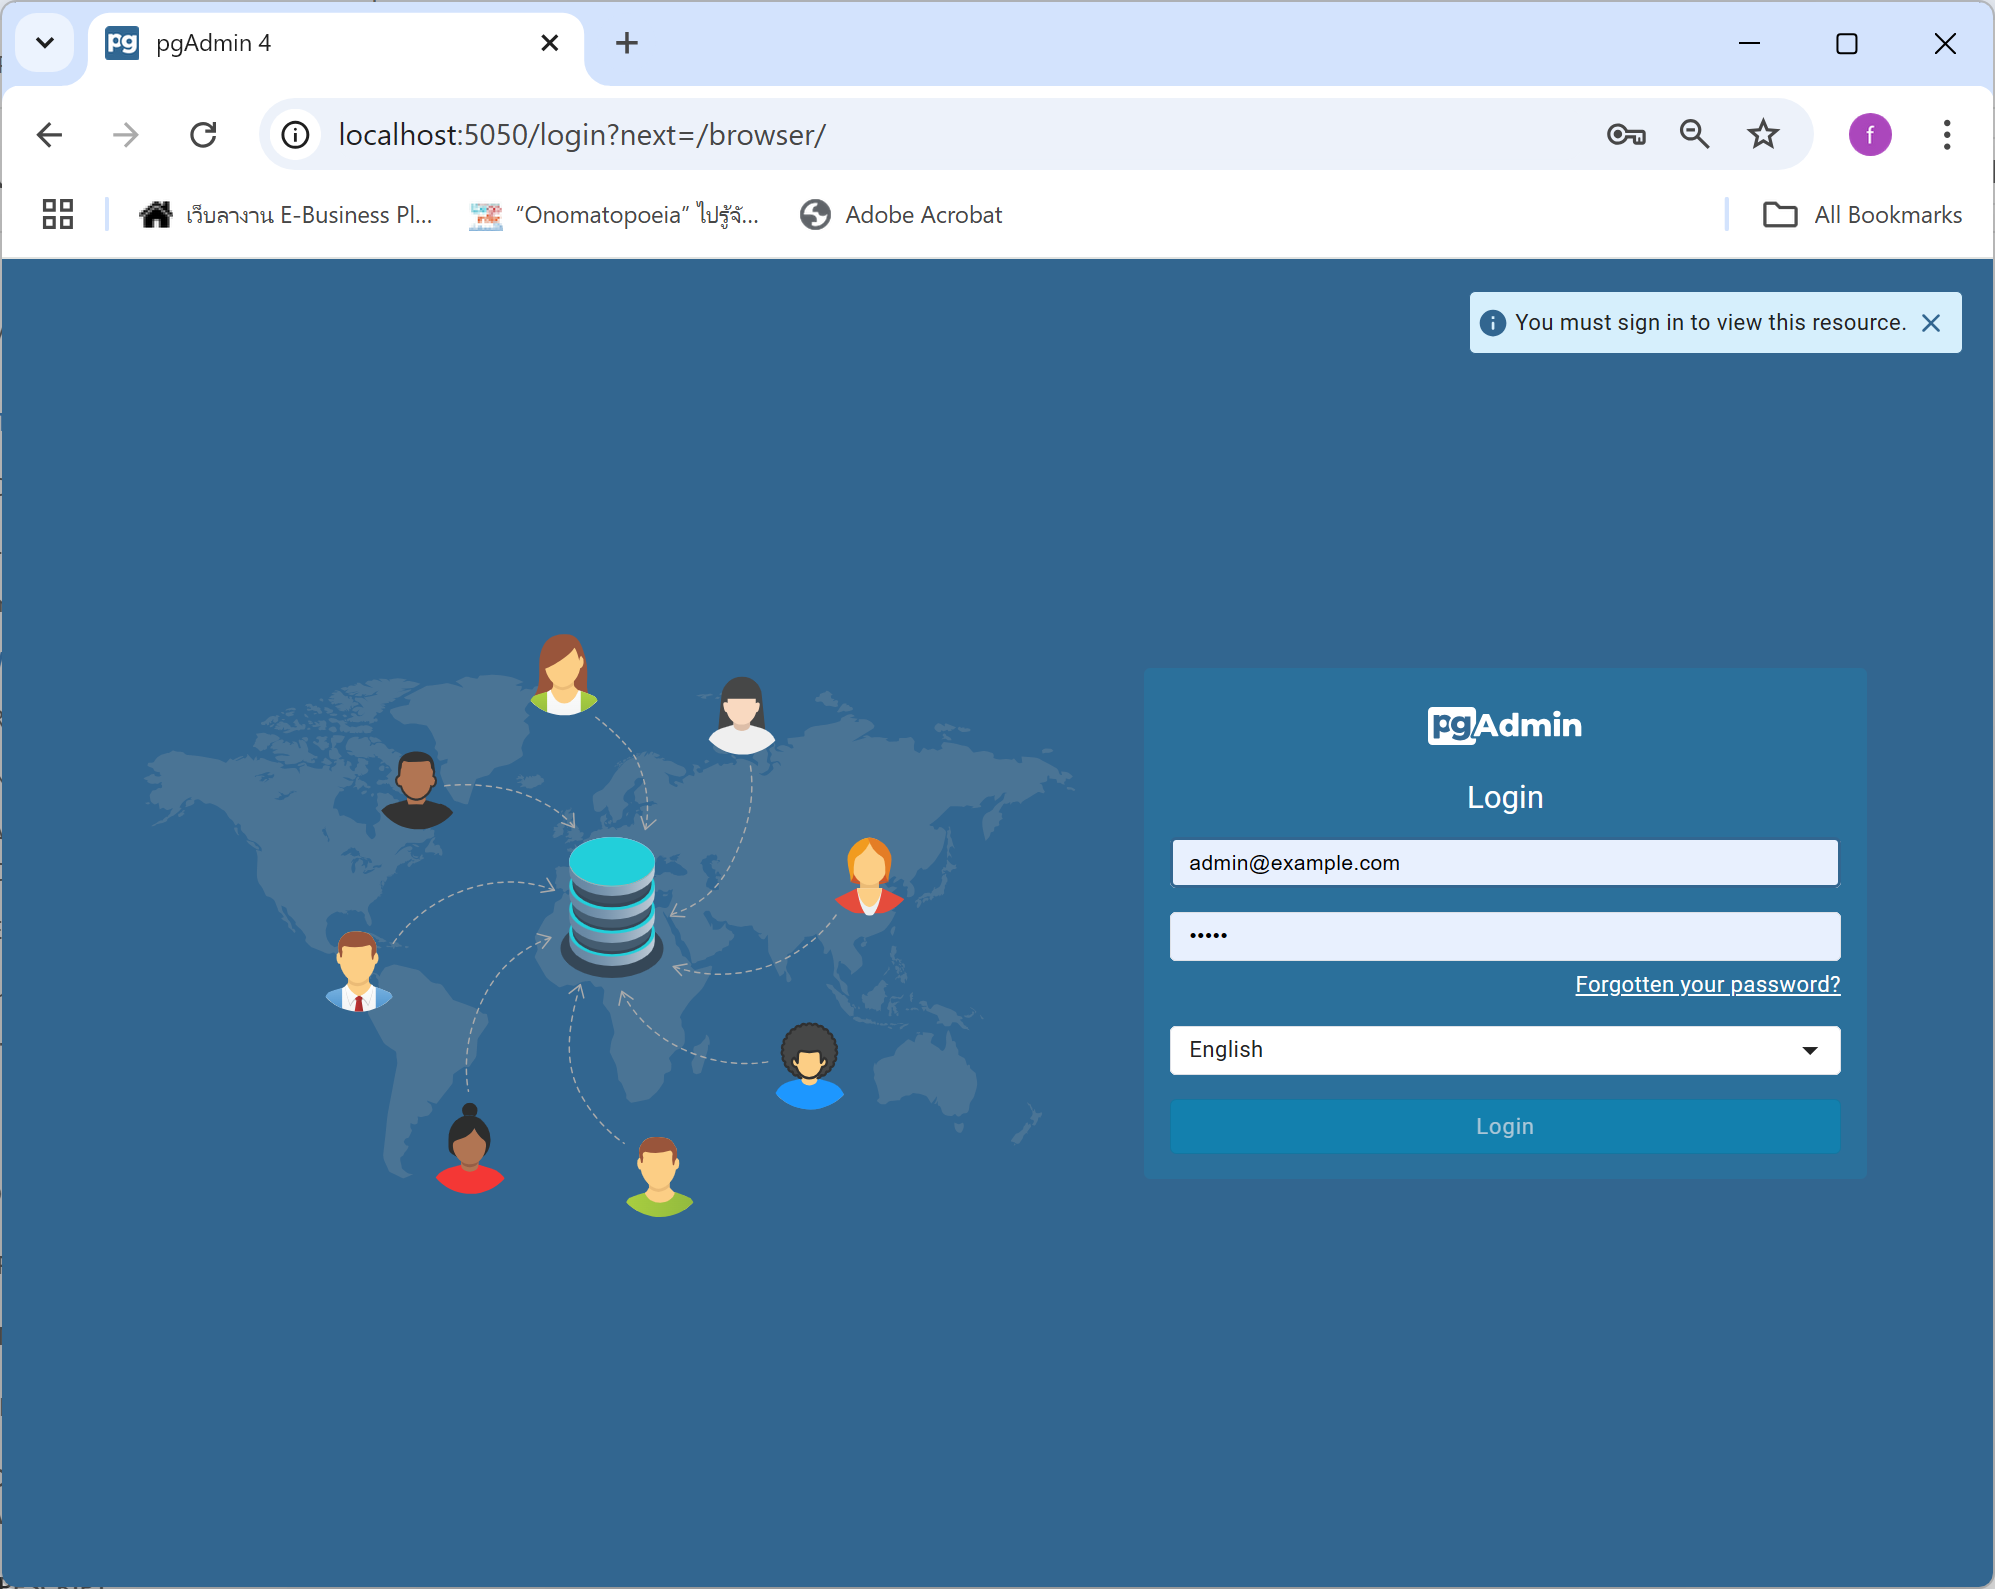 pg pgAdmin 4
localhost:5050/login?next=/browser/
f
เว็บลางาน E-Business Pl...
“Onomatopoeia” ไปรู้จั...
Adobe Acrobat
All Bookmarks
You must sign in to view this resource.
pgAdmin
Login
admin@example.com
•••••
Forgotten your password?
English
Login